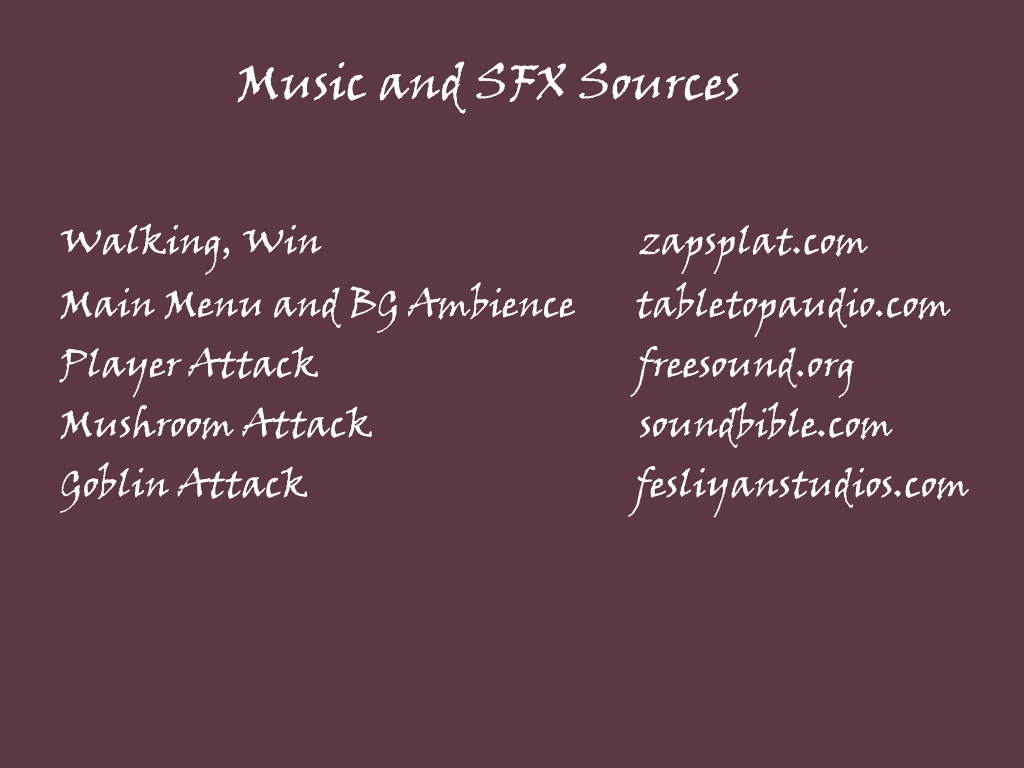 Music and SFX Sources
Walking, Win zapsplat.com
Main Menu and BG Ambience tabletopaudio.com
Player Attack freesound.org
Mushroom Attack soundbible.com
Goblin Attack fesliyanstudios.com